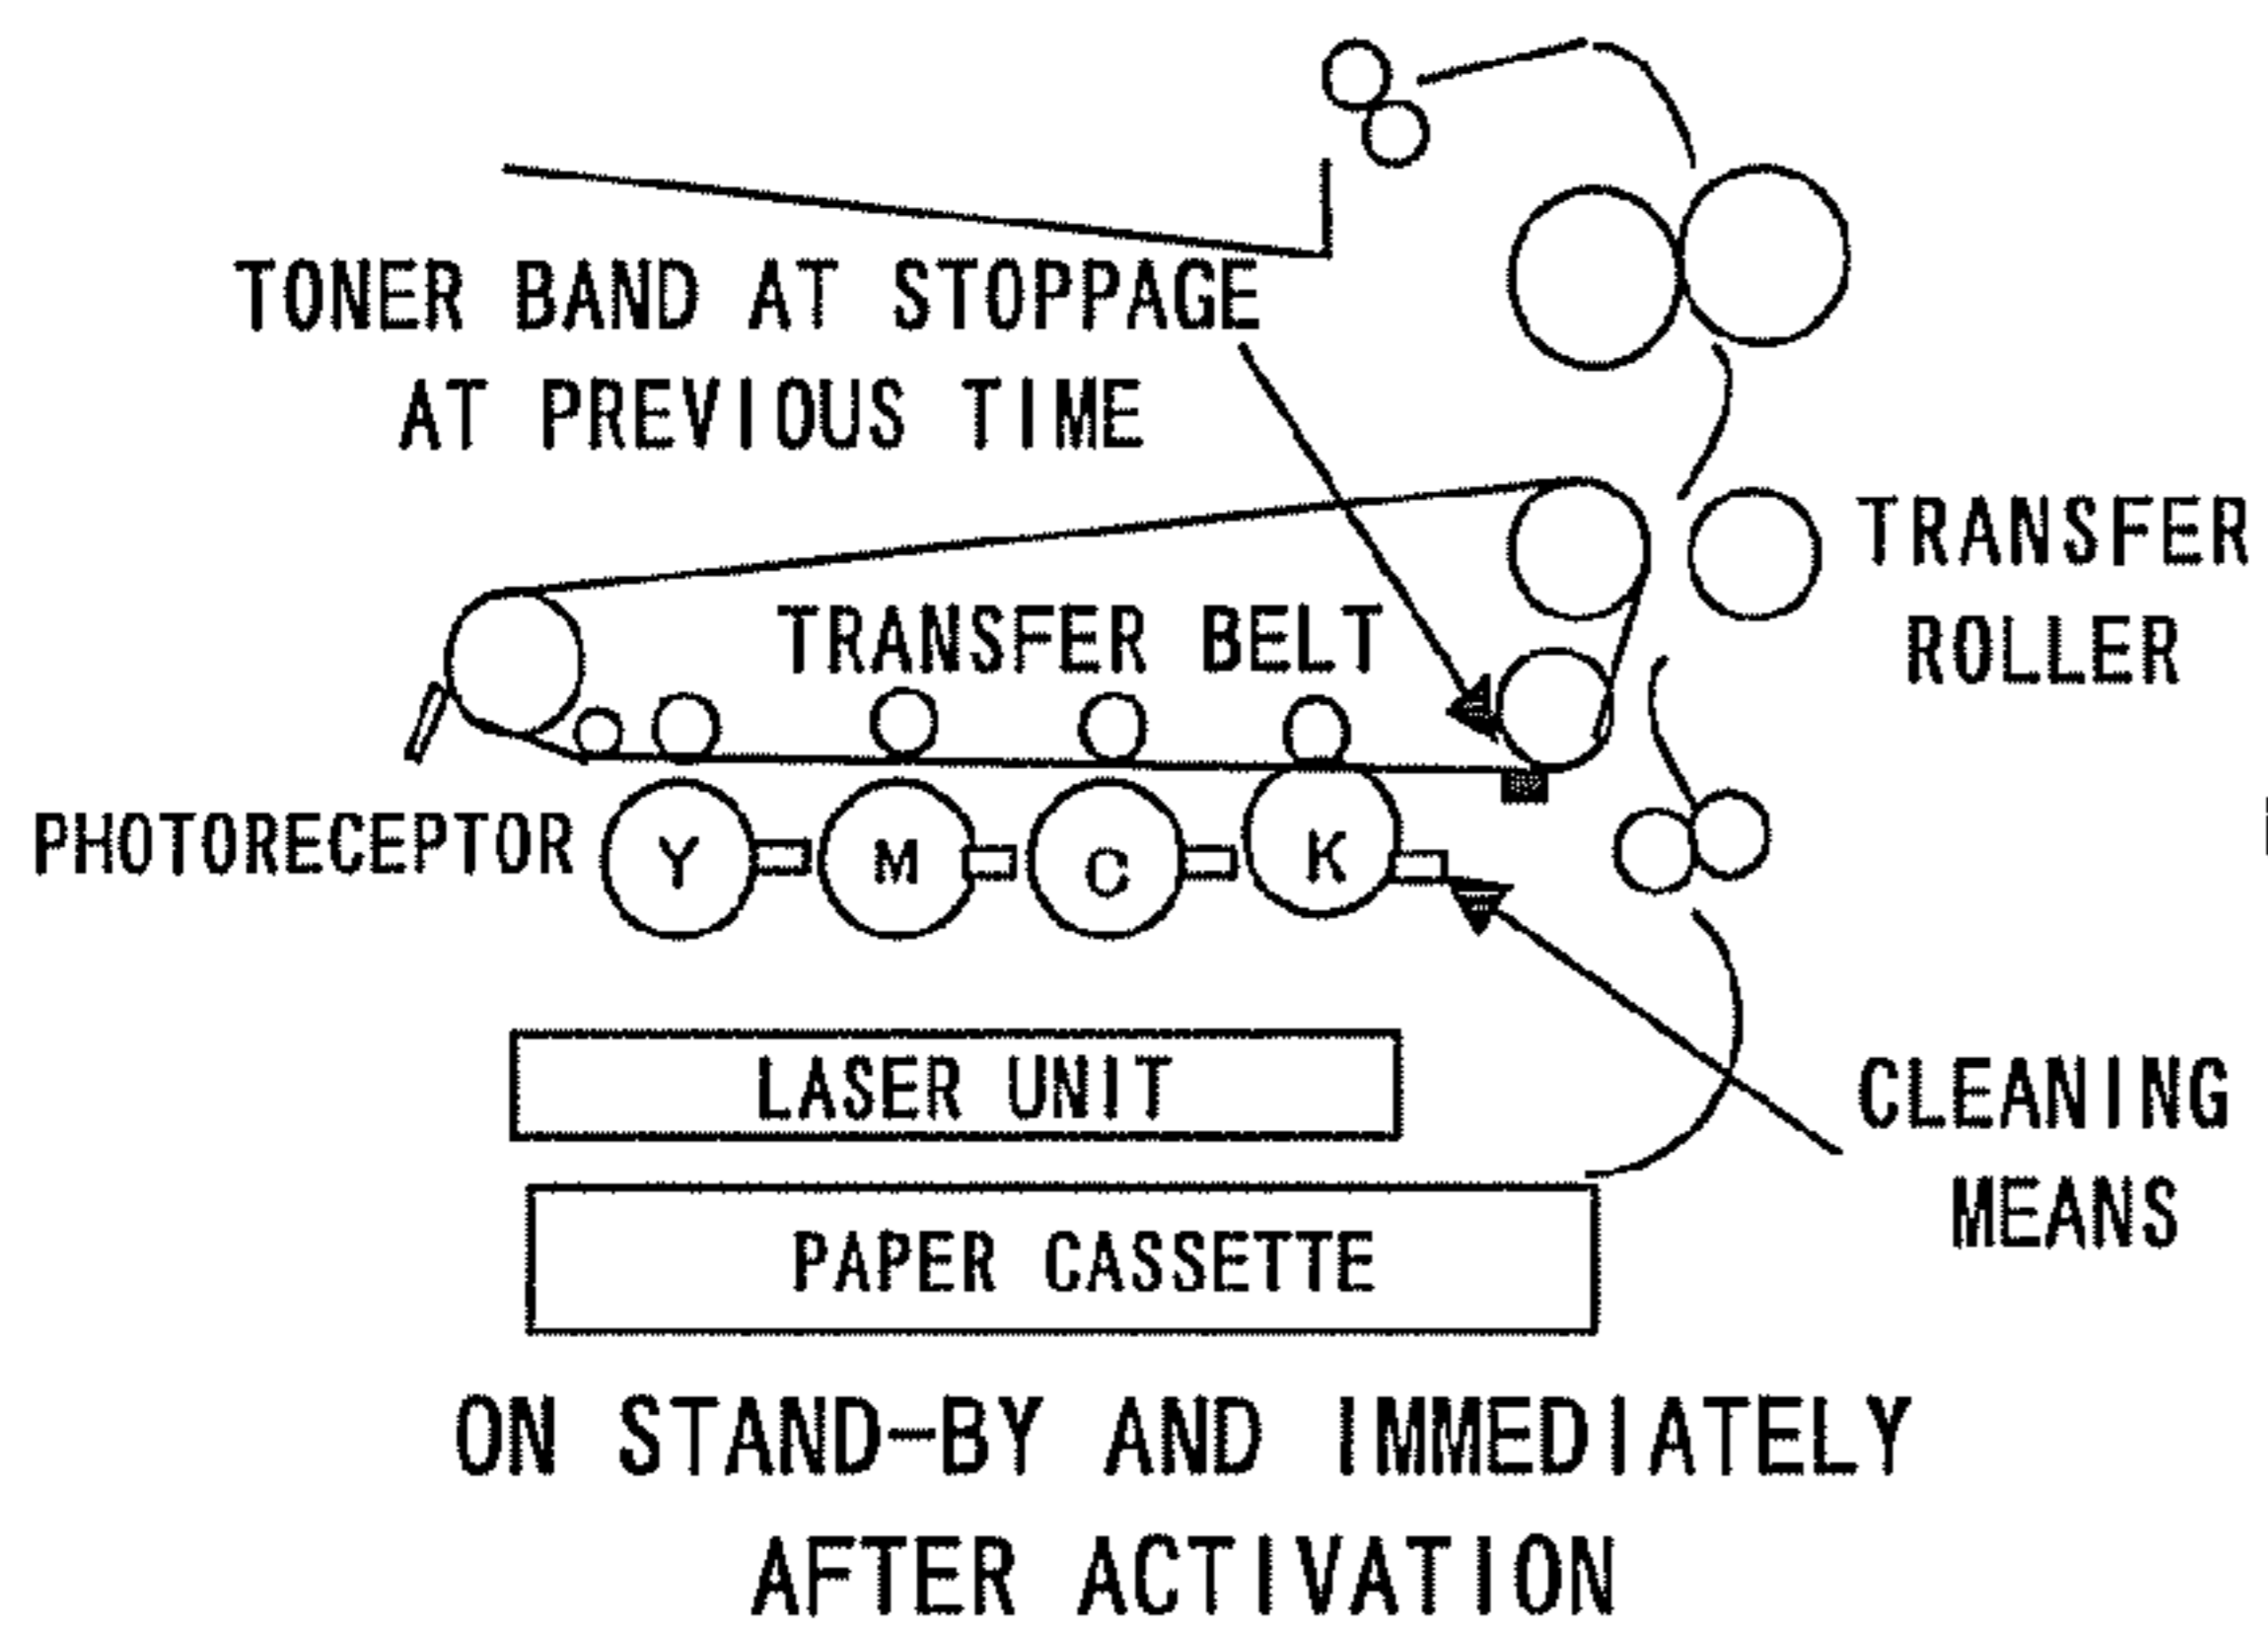 TONER BAND AT STOPPAGE
AT PREVIOUS TIME
TRANSFER
ROLLER
TRANSFER BELT
PHOTORECEPTOR
Y M C K
LASER UNIT
CLEANING
MEANS
PAPER CASSETTE
ON STAND-BY AND IMMEDIATELY
AFTER ACTIVATION